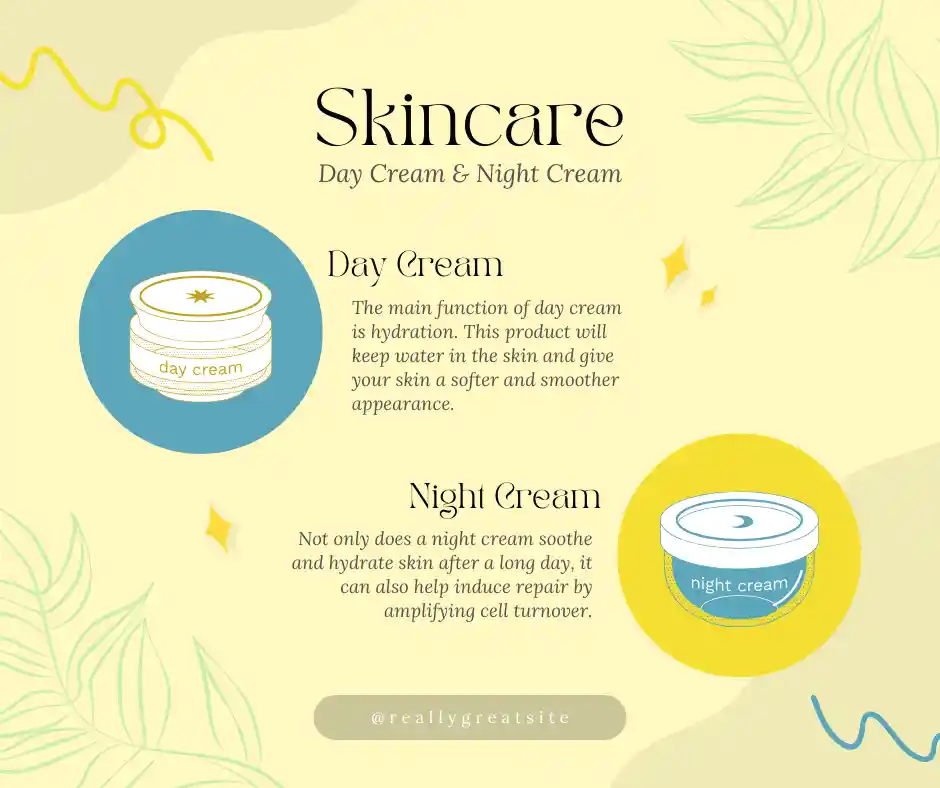 Skincare
Day Cream & Night Cream
Day Cream
The main function of day cream
is hydration. This product will
keep water in the skin and give
your skin a softer and smoother
appearance.
day cream
Night Cream
Not only does a night cream soothe
and hydrate skin after a long day, it
can also help induce repair by
amplifying cell turnover.
night cream
@reallygreatsite